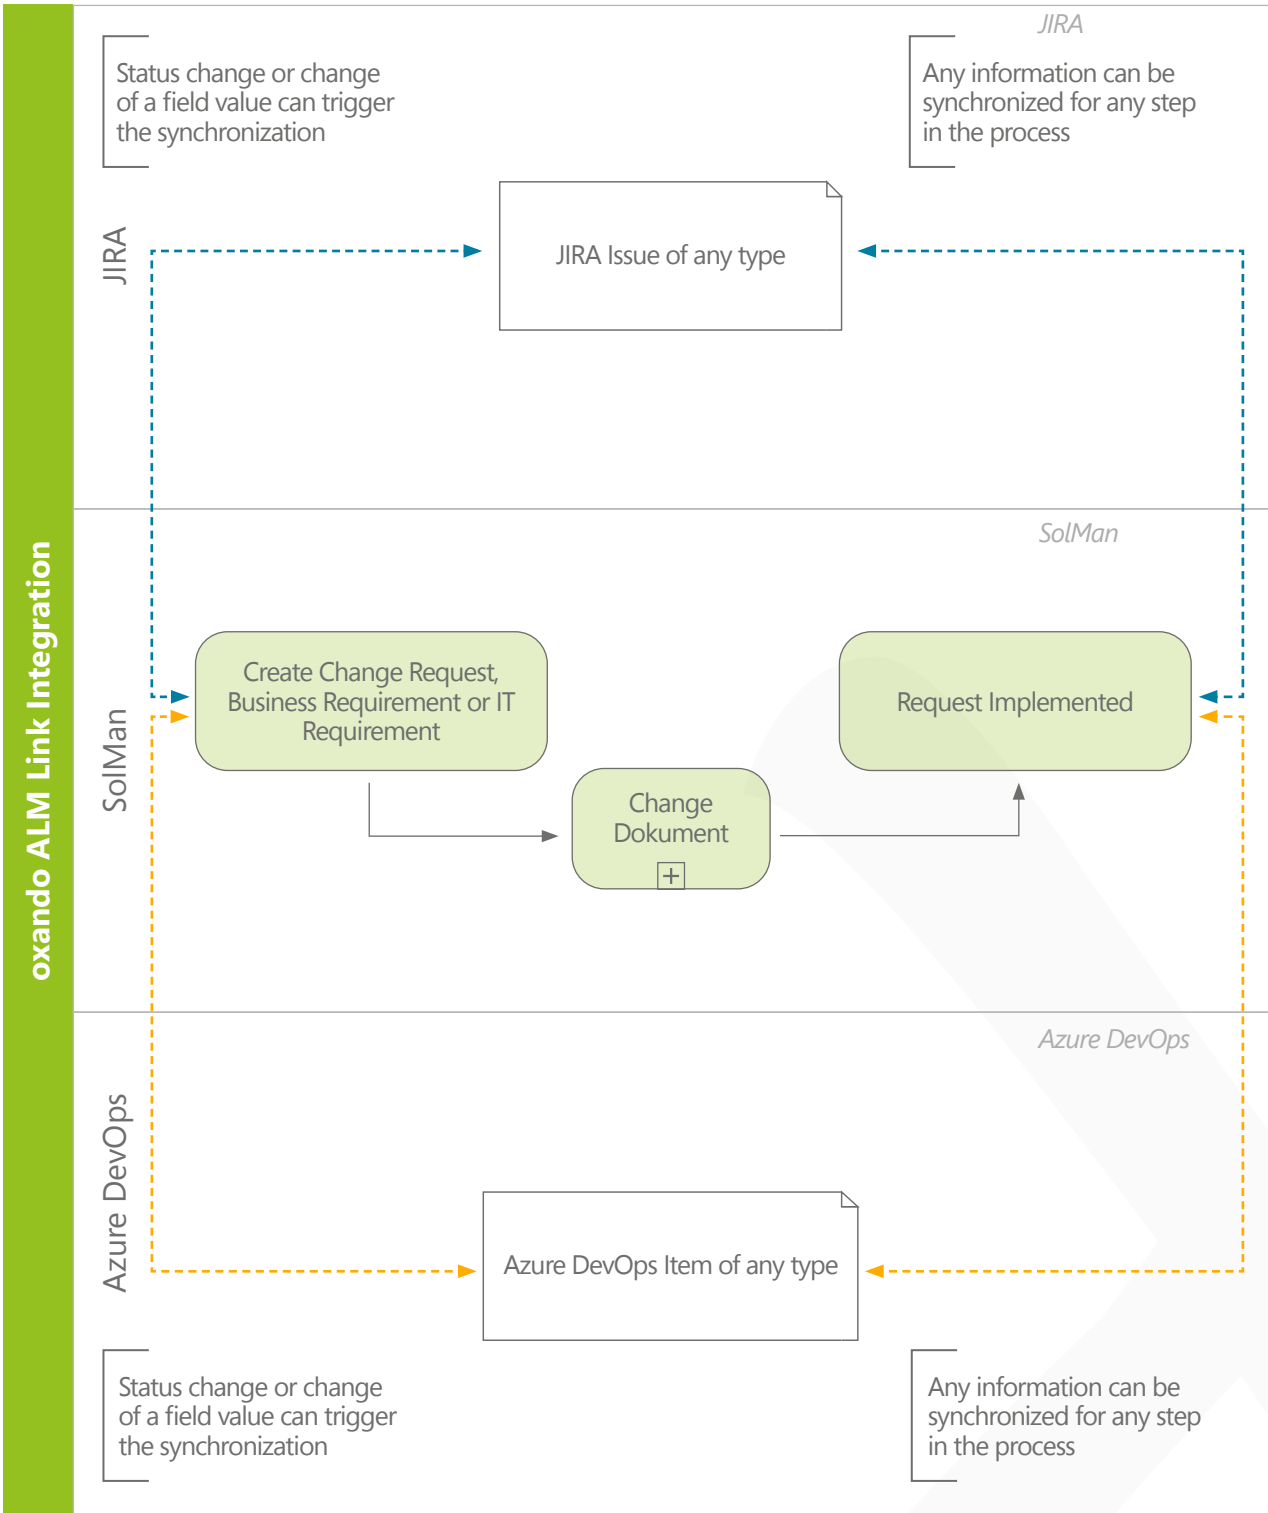 oxando ALM Link Integration
JIRA
JIRA
Status change or change
of a field value can trigger
the synchronization
Any information can be
synchronized for any step
in the process
JIRA Issue of any type
SolMan
SolMan
Create Change Request,
Business Requirement or IT
Requirement
Change
Dokument
Request Implemented
Azure DevOps
Azure DevOps
Azure DevOps Item of any type
Status change or change
of a field value can trigger
the synchronization
Any information can be
synchronized for any step
in the process